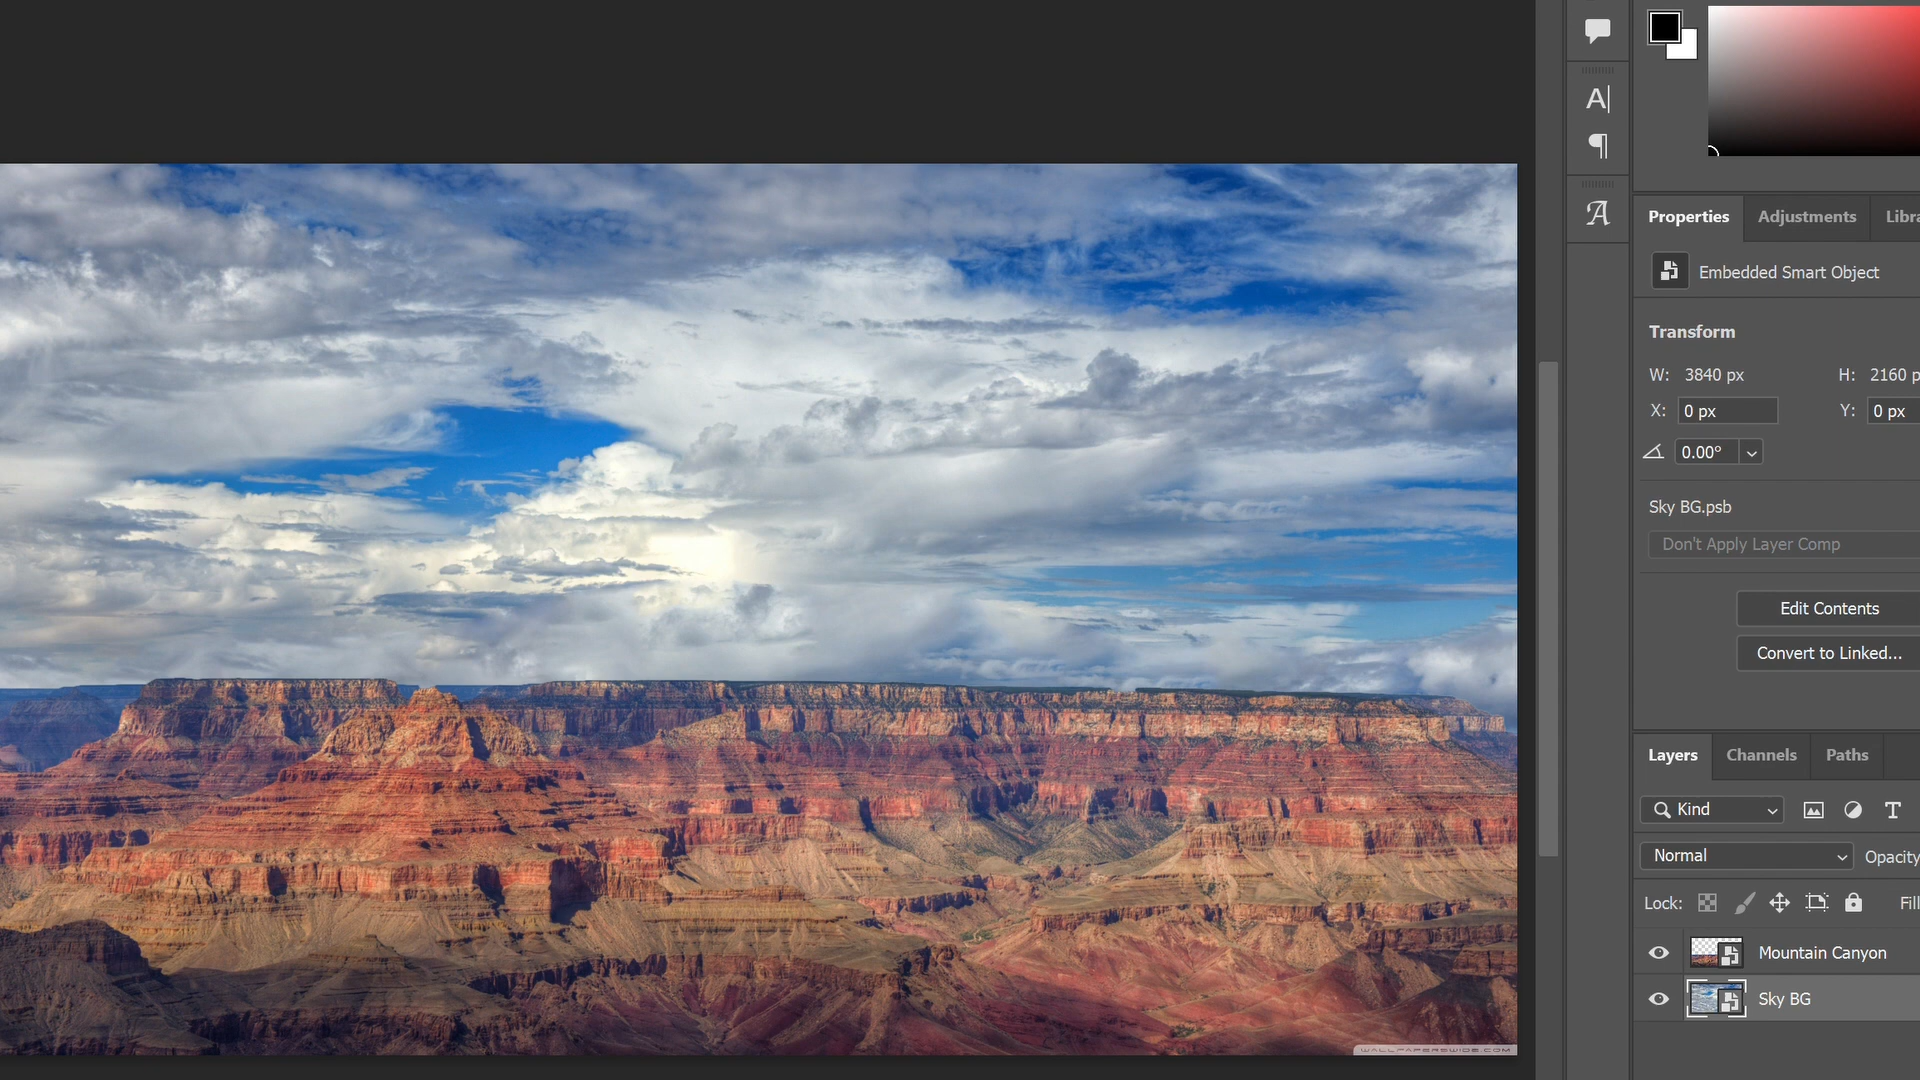 A|
¶
A
Properties Adjustments Libra
Embedded Smart Object
Transform
W: 3840 px H: 2160 p
X: 0 px Y: 0 px
0.00°
Sky BG.psb
Don't Apply Layer Comp
Edit Contents
Convert to Linked...
Layers Channels Paths
Kind T
Normal Opacity
Lock: Fill
Mountain Canyon
Sky BG
WALLPAPERSWIDE.COM